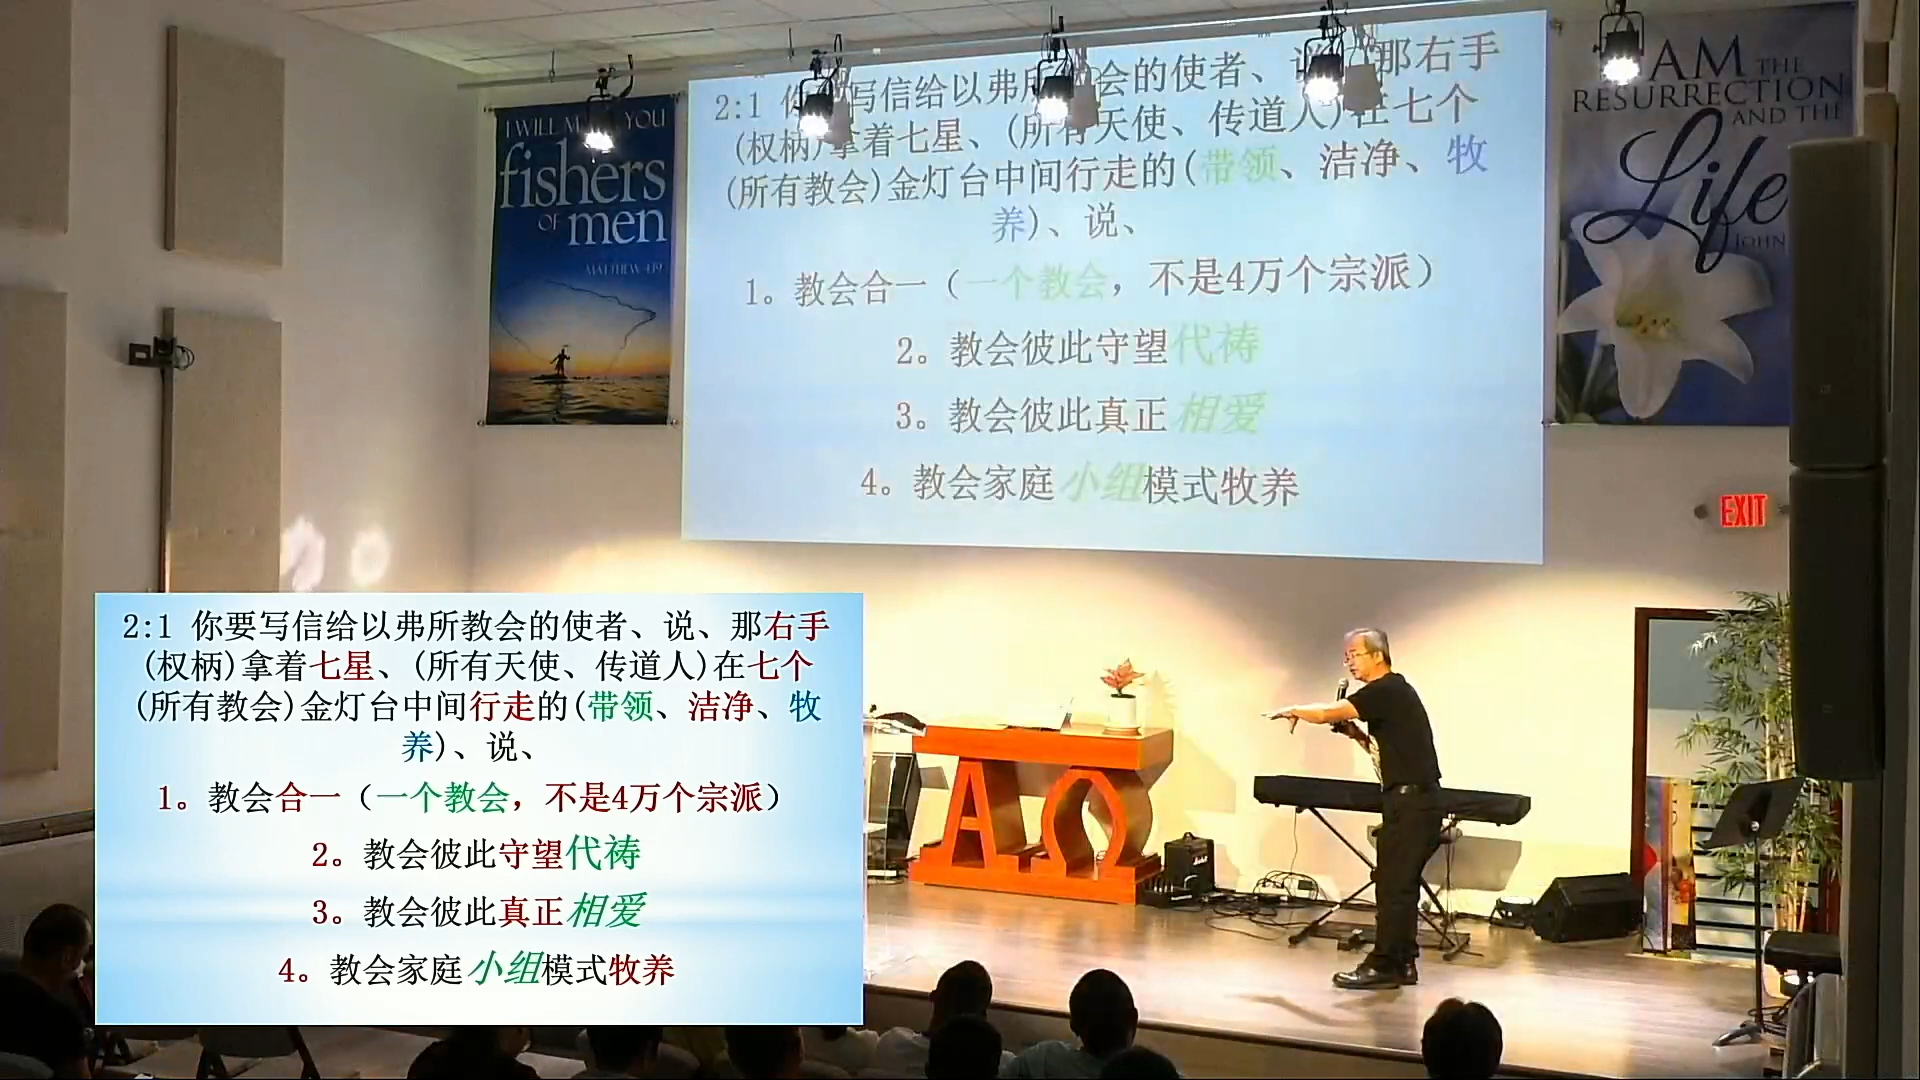 I WILL MAKE YOU
fishers
OF men
MATTHEW 4:19
2:1 你 写信给以弗所 会的使者、说、那右手
(权柄)拿着七星、(所有天使、传道人)在七个
(所有教会)金灯台中间行走的(带领、洁净、牧
养)、说、
1。教会合一（一个教会，不是4万个宗派）
2。教会彼此守望代祷
3。教会彼此真正相爱
4。教会家庭小组模式牧养
AM THE
RESURRECTION
AND THE
Life
JOHN
EXIT
2:1 你要写信给以弗所教会的使者、说、那右手
(权柄)拿着七星、(所有天使、传道人)在七个
(所有教会)金灯台中间行走的(带领、洁净、牧
养)、说、
1。教会合一（一个教会，不是4万个宗派）
2。教会彼此守望代祷
3。教会彼此真正相爱
4。教会家庭小组模式牧养
ΑΩ
Marshall